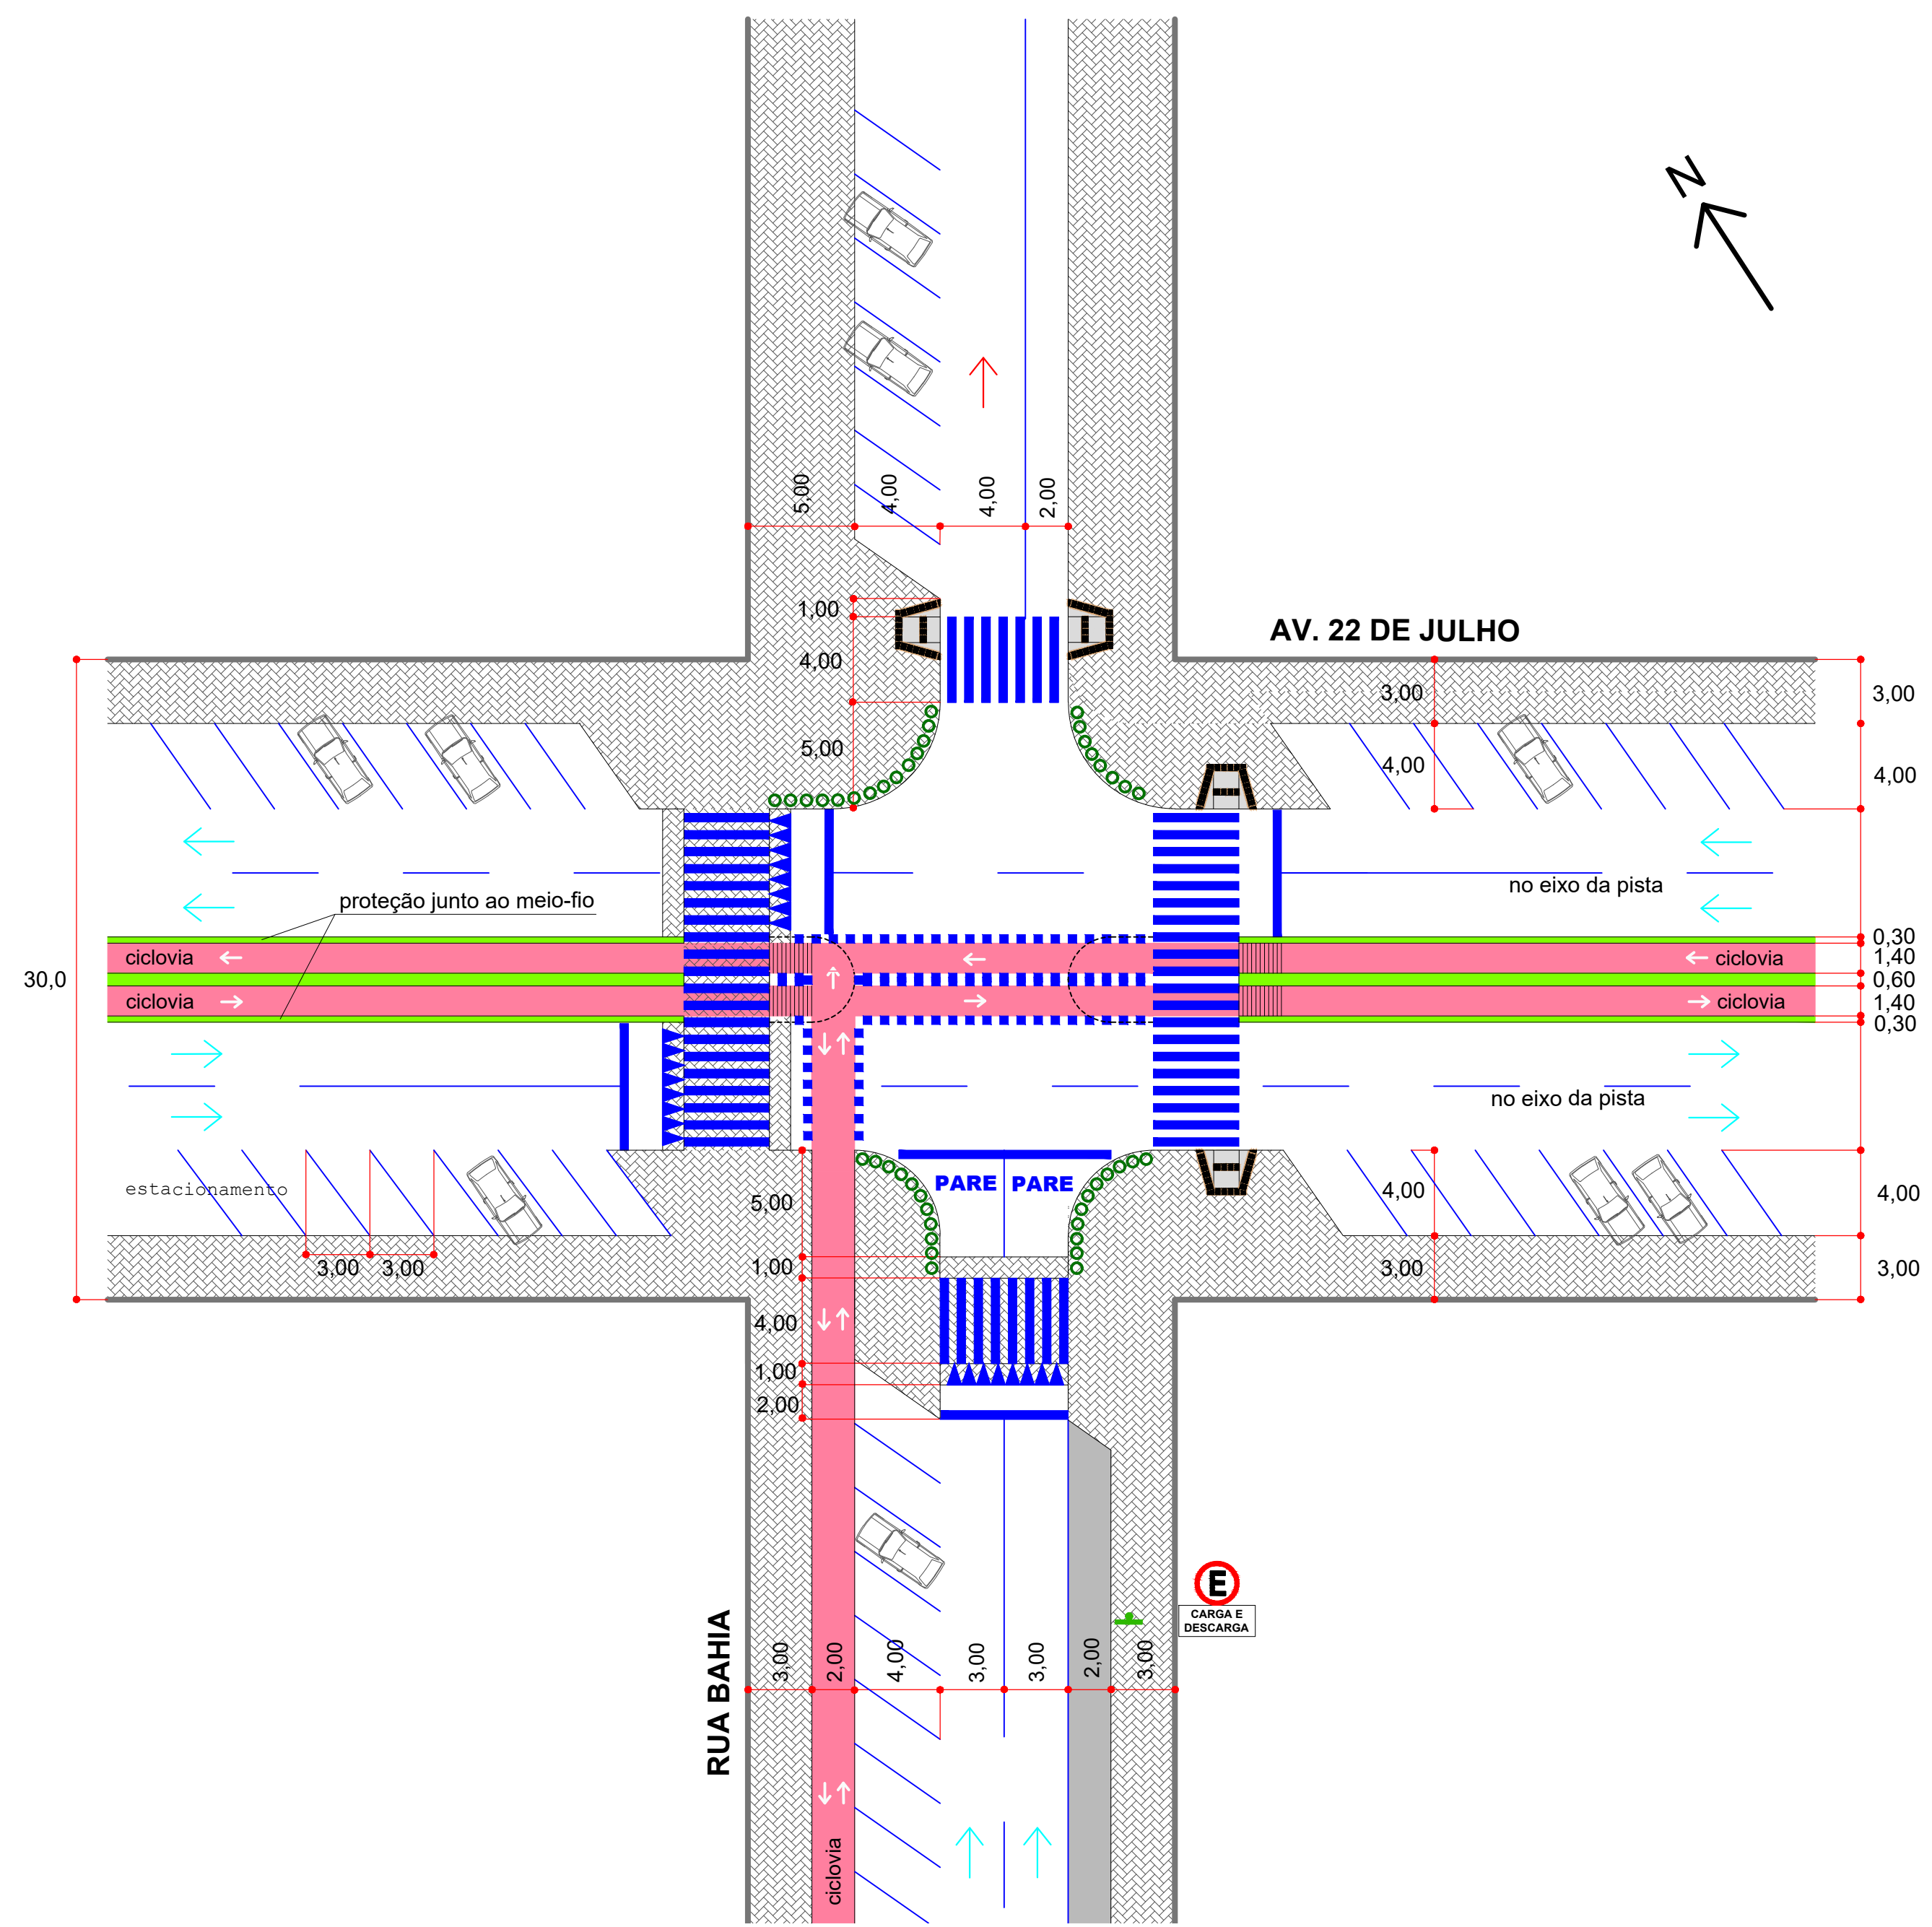 N
5,00
4,00
4,00
2,00
1,00
4,00
5,00
AV. 22 DE JULHO
3,00
4,00
3,00
4,00
no eixo da pista
proteção junto ao meio-fio
30,0
ciclovia
ciclovia
ciclovia
ciclovia
0,30
1,40
0,60
1,40
0,30
no eixo da pista
estacionamento
3,00
3,00
PARE
PARE
5,00
1,00
4,00
1,00
2,00
4,00
3,00
4,00
3,00
E
CARGA E
DESCARGA
RUA BAHIA
3,00
2,00
4,00
3,00
3,00
2,00
3,00
ciclovia